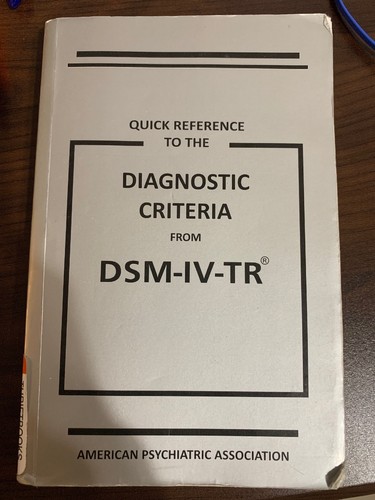 QUICK REFERENCE
TO THE
DIAGNOSTIC
CRITERIA
FROM
DSM-IV-TR®
AMERICAN PSYCHIATRIC ASSOCIATION